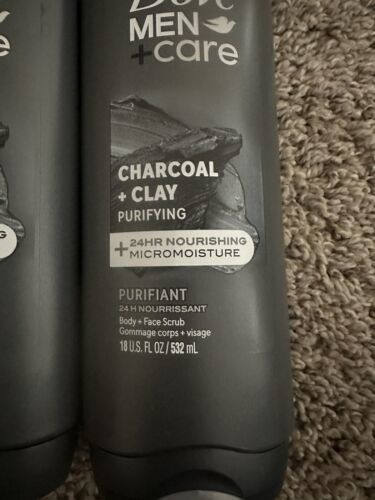 Dove
MEN
+care
CHARCOAL
+ CLAY
PURIFYING
+24HR NOURISHING
MICROMOISTURE
PURIFIANT
24 H NOURRISSANT
Body + Face Scrub
Gommage corps + visage
18 U.S. FL OZ / 532 mL
e
G